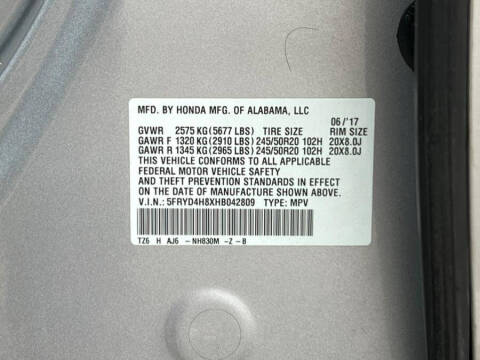 MFD. BY HONDA MFG. OF ALABAMA, LLC
06/'17
GVWR 2575 KG (5677 LBS) TIRE SIZE RIM SIZE
GAWR F 1320 KG (2910 LBS) 245/50R20 102H 20X8.0J
GAWR R 1345 KG (2965 LBS) 245/50R20 102H 20X8.0J
THIS VEHICLE CONFORMS TO ALL APPLICABLE
FEDERAL MOTOR VEHICLE SAFETY
AND THEFT PREVENTION STANDARDS IN EFFECT
ON THE DATE OF MANUFACTURE SHOWN ABOVE.
V.I.N.: 5FRYD4H8XHB042809 TYPE: MPV
TZ6 H AJ6 -NH830M -Z -B